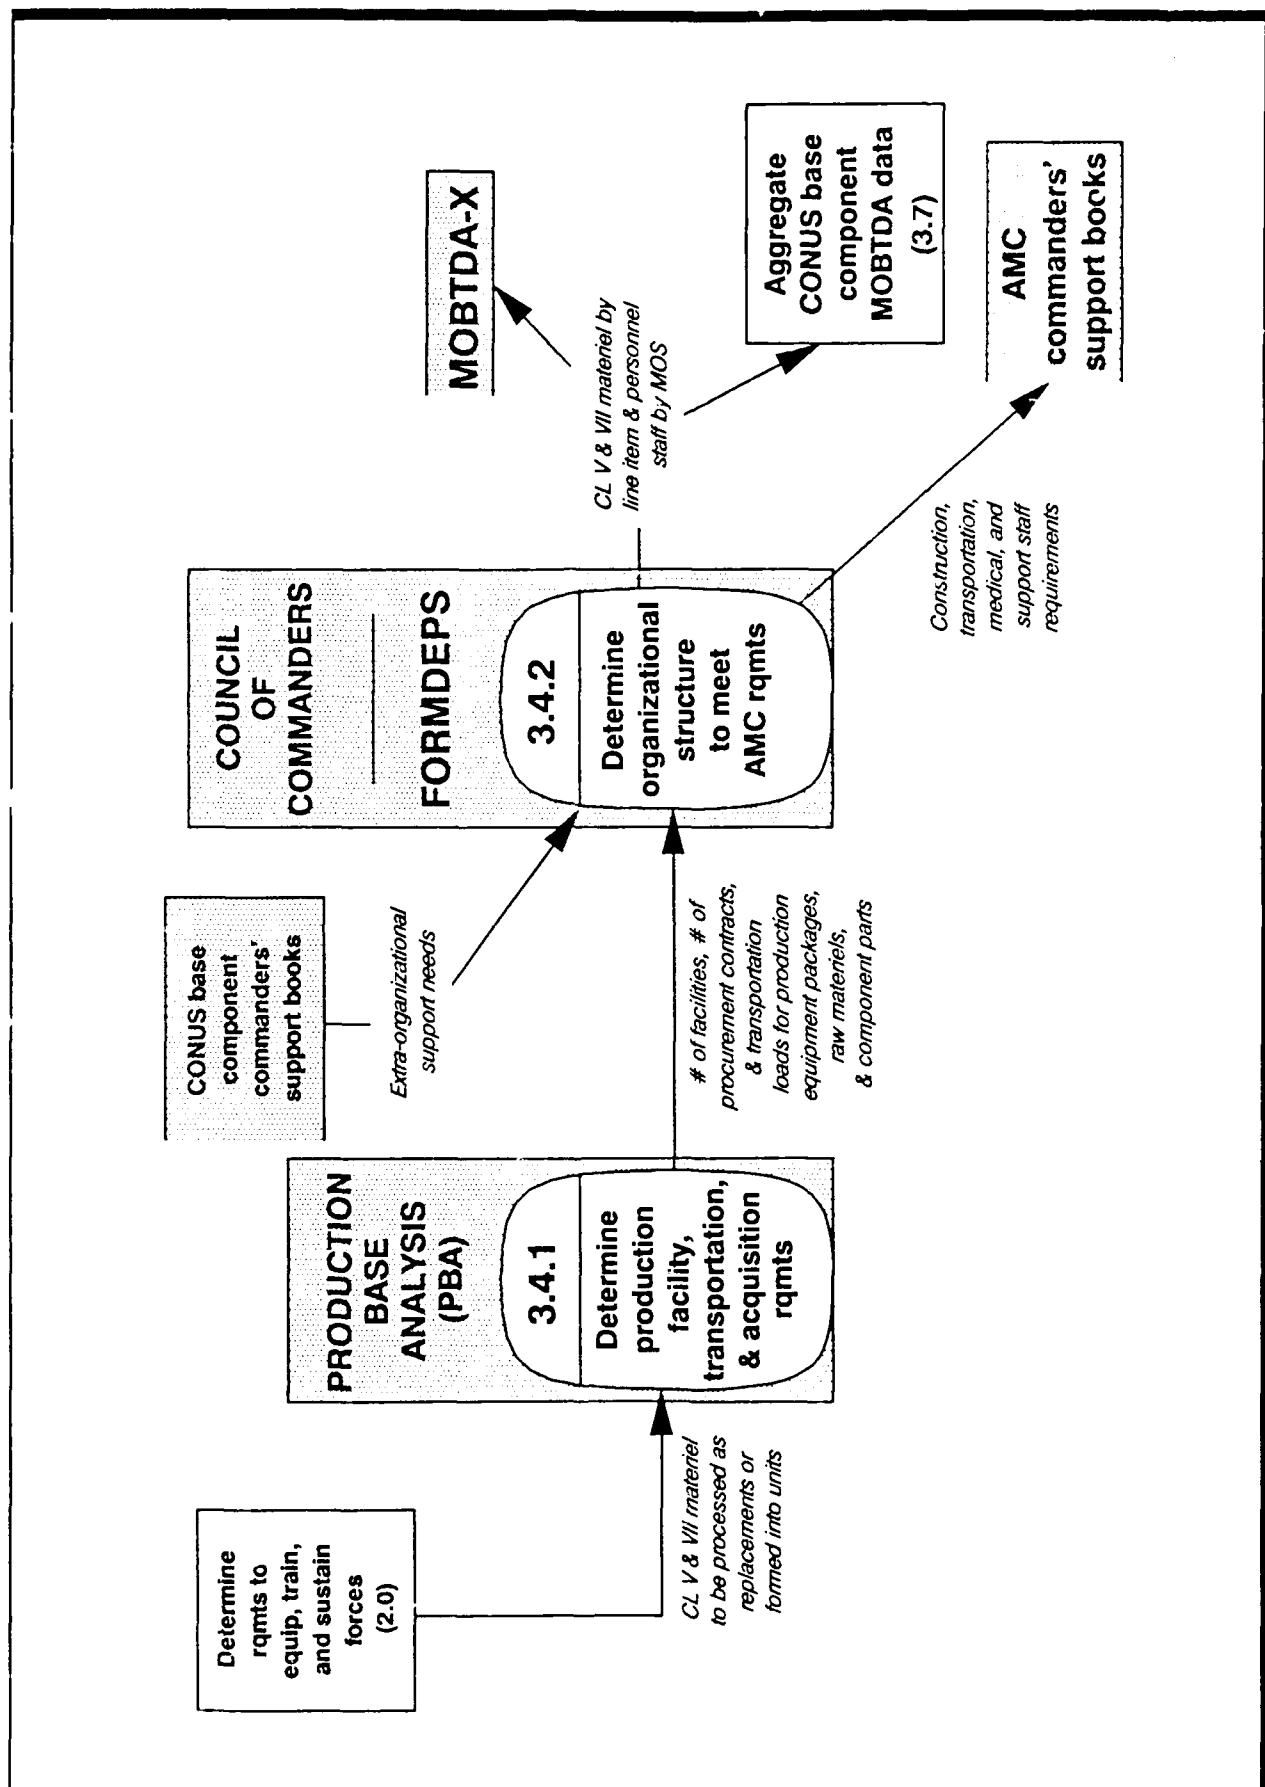 Determine
rqmts to
equip, train,
and sustain
forces
(2.0)
CL V & VII materiel
to be processed as
replacements or
formed into units
PRODUCTION
BASE
ANALYSIS
(PBA)
3.4.1
Determine
production
facility,
transportation,
& acquisition
rqmts
CONUS base
component
commanders'
support books
Extra-organizational
support needs
# of facilities, # of
procurement contracts,
& transportation
loads for production
equipment packages,
raw materiels,
& component parts
COUNCIL
OF
COMMANDERS
FORMDEPS
3.4.2
Determine
organizational
structure
to meet
AMC rqmts
CL V & VII materiel by
line item & personnel
staff by MOS
MOBTDA-X
Aggregate
CONUS base
component
MOBTDA data
(3.7)
Construction,
transportation,
medical, and
support staff
requirements
AMC
commanders'
support books